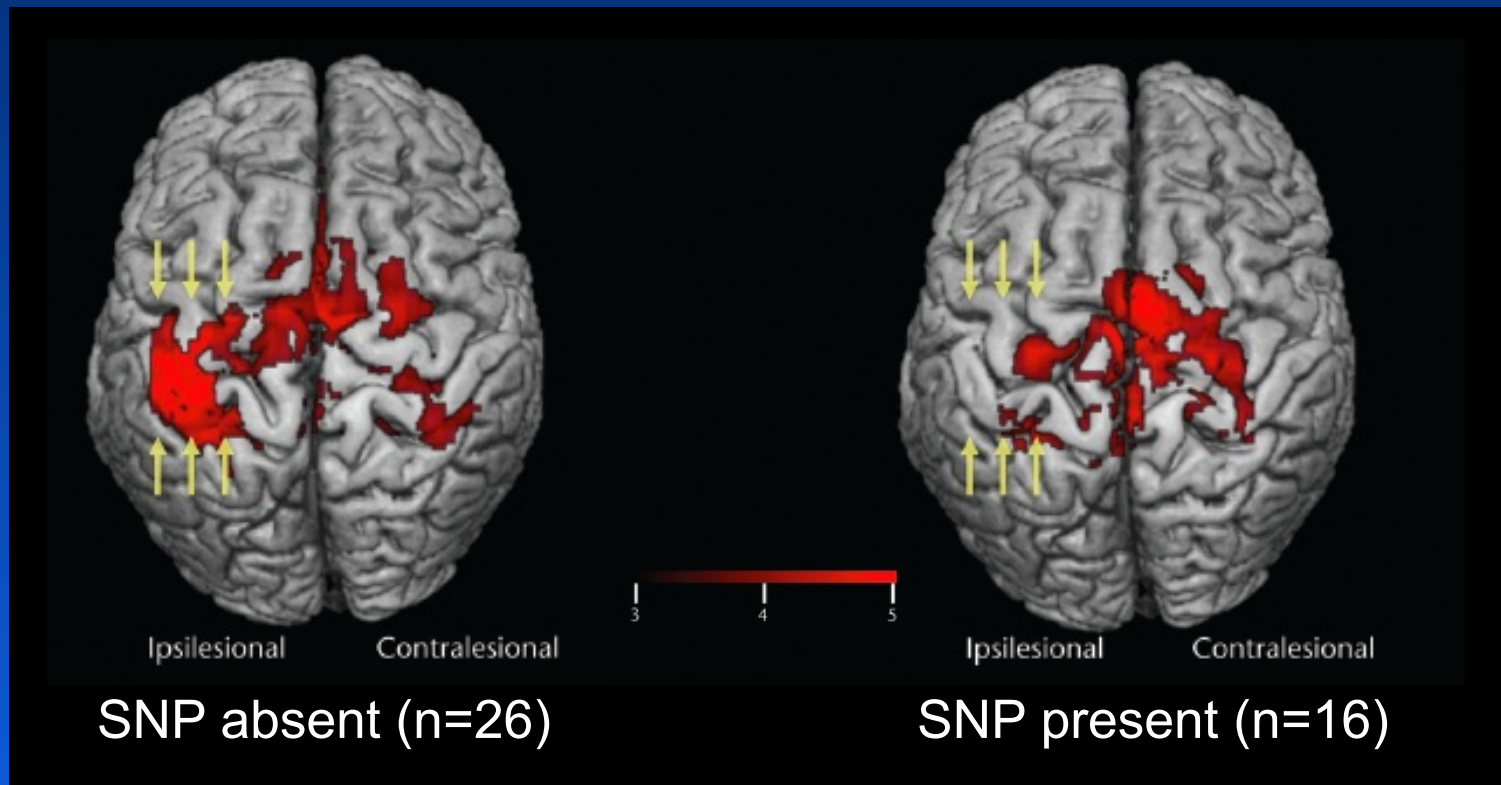 3 4 5
Ipsilesional Contralesional Ipsilesional Contralesional
SNP absent (n=26) SNP present (n=16)